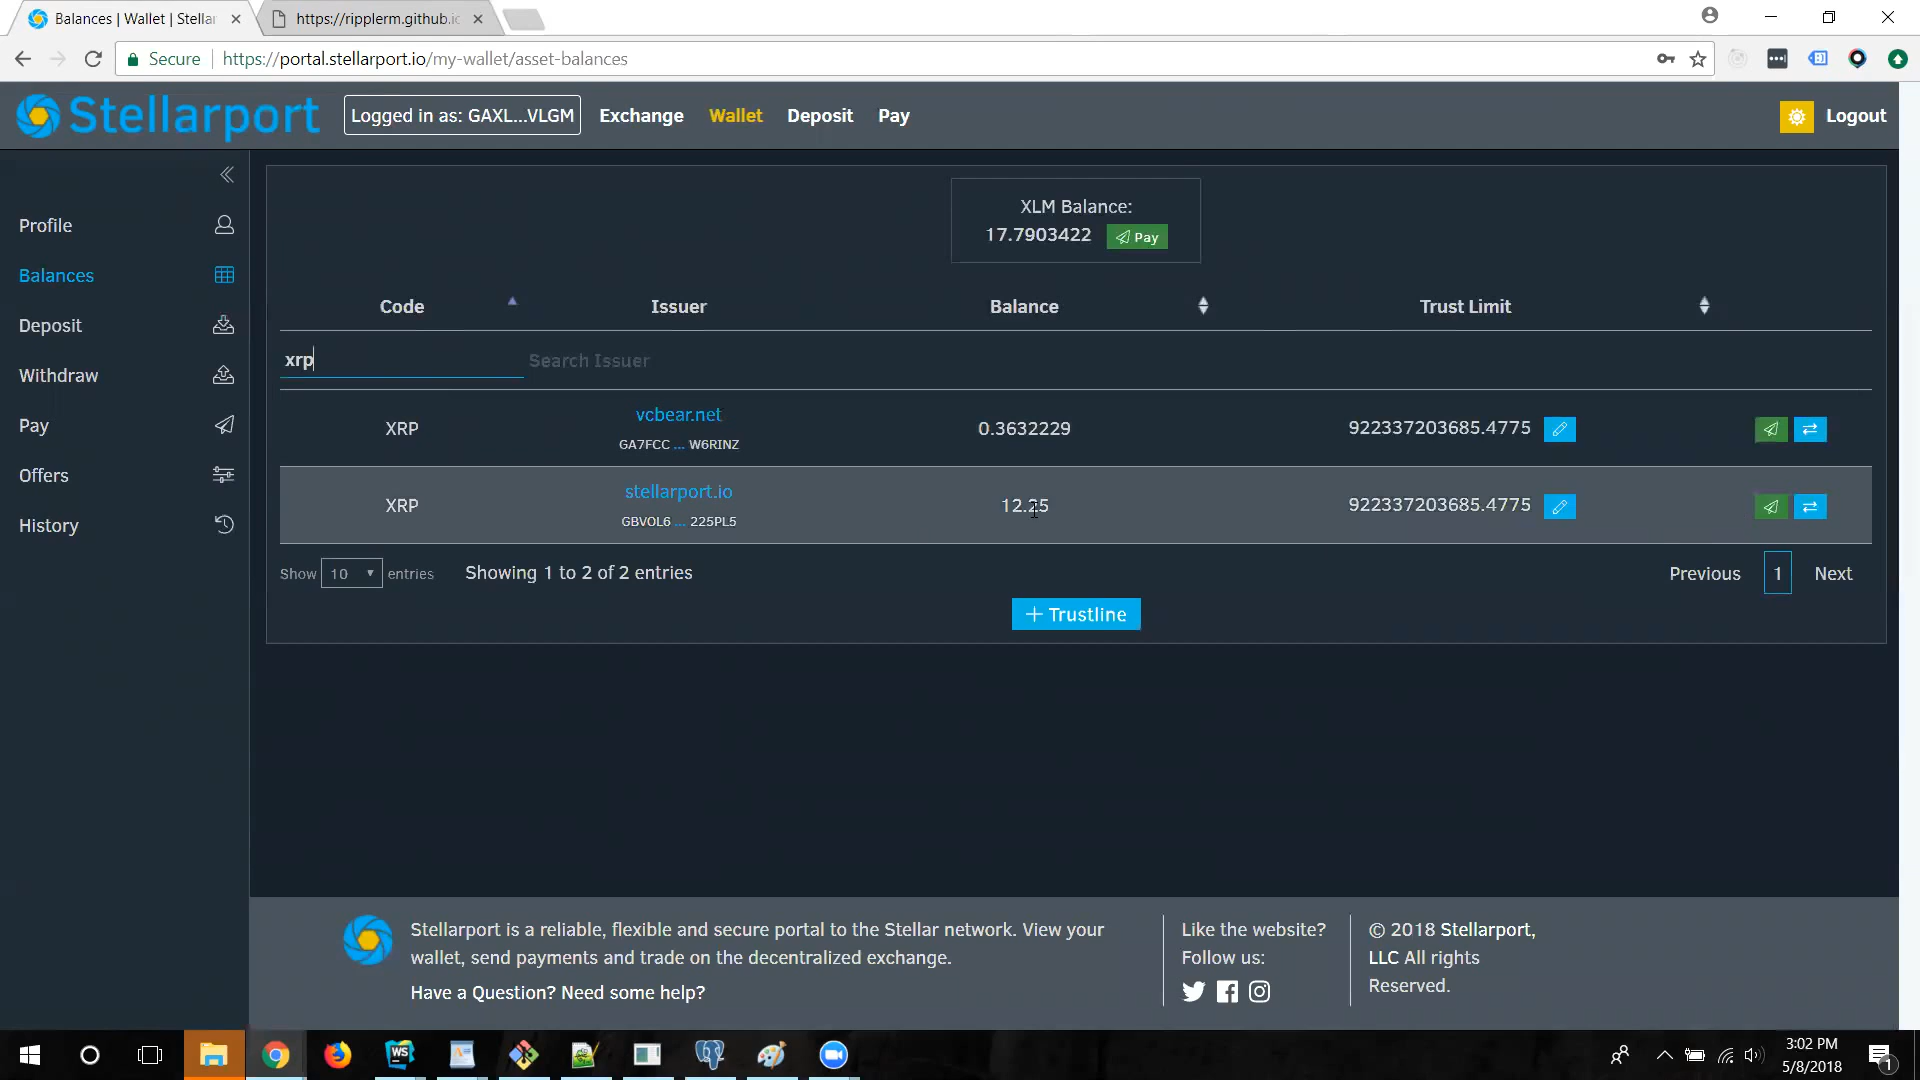 Balances | Wallet | Stellar
https://ripplerm.github.io
Secure
https://portal.stellarport.io/my-wallet/asset-balances
Stellarport
Logged in as: GAXL...VLGM
Exchange
Wallet
Deposit
Pay
Logout
Profile
Balances
Deposit
Withdraw
Pay
Offers
History
XLM Balance:
17.7903422 Pay
Code Issuer Balance Trust Limit
xrp Search Issuer
XRP vcbear.net 0.3632229 922337203685.4775
GA7FCC ... W6RINZ
XRP stellarport.io 922337203685.4775
GBVOL6 ... 225PL5
Show 10 entries Showing 1 to 2 of 2 entries Previous 1 Next
+ Trustline
Stellarport is a reliable, flexible and secure portal to the Stellar network. View your
wallet, send payments and trade on the decentralized exchange.
Have a Question? Need some help?
Like the website?
Follow us:
© 2018 Stellarport,
LLC All rights
Reserved.
WS
3:02 PM
5/8/2018
1